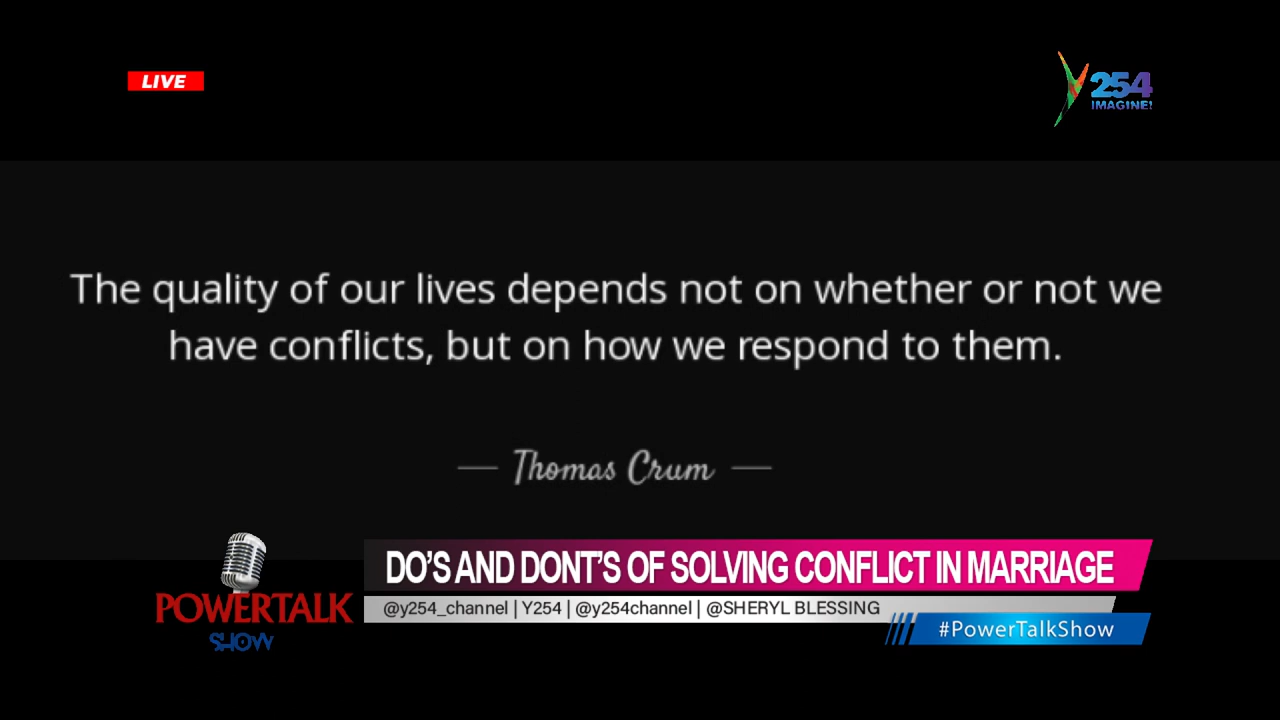 LIVE
254
IMAGINE!
The quality of our lives depends not on whether or not we
have conflicts, but on how we respond to them.
— Thomas Crum —
DO'S AND DONT'S OF SOLVING CONFLICT IN MARRIAGE
@y254_channel | Y254 | @y254channel | @SHERYL BLESSING
POWERTALK
SHOW
#PowerTalkShow